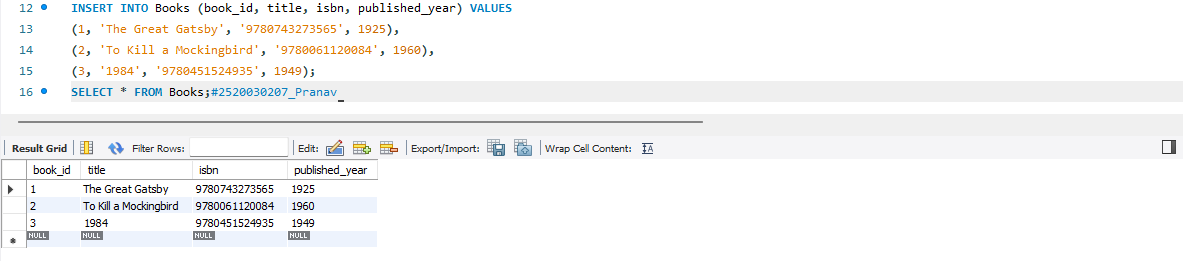 12 INSERT INTO Books (book_id, title, isbn, published_year) VALUES
13 (1, 'The Great Gatsby', '9780743273565', 1925),
14 (2, 'To Kill a Mockingbird', '9780061120084', 1960),
15 (3, '1984', '9780451524935', 1949);
16 SELECT * FROM Books;#2520030207_Pranav
Result Grid Filter Rows: Edit: Export/Import: Wrap Cell Content:
book_id title isbn published_year
1 The Great Gatsby 9780743273565 1925
2 To Kill a Mockingbird 9780061120084 1960
3 1984 9780451524935 1949
NULL NULL NULL NULL